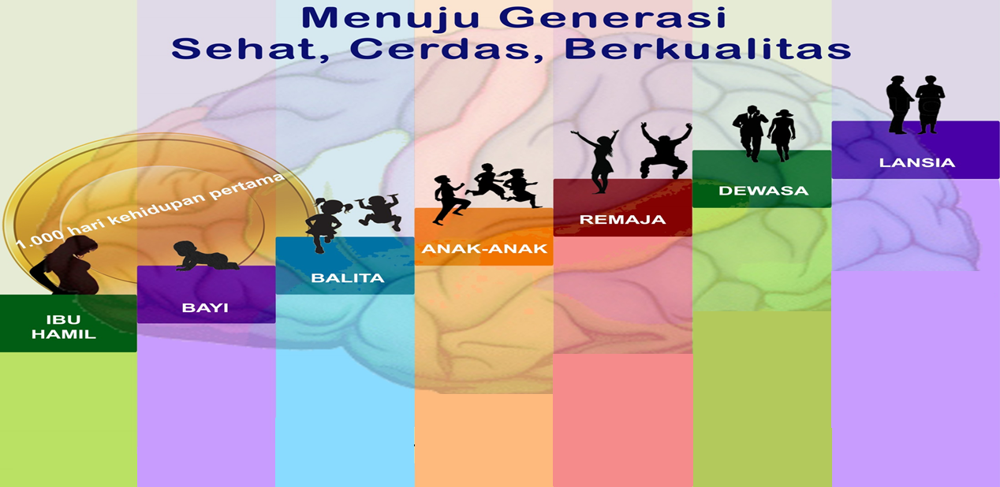 Menuju Generasi
Sehat, Cerdas, Berkualitas
1.000 hari kehidupan pertama
IBU
HAMIL
BAYI
BALITA
ANAK-ANAK
REMAJA
DEWASA
LANSIA